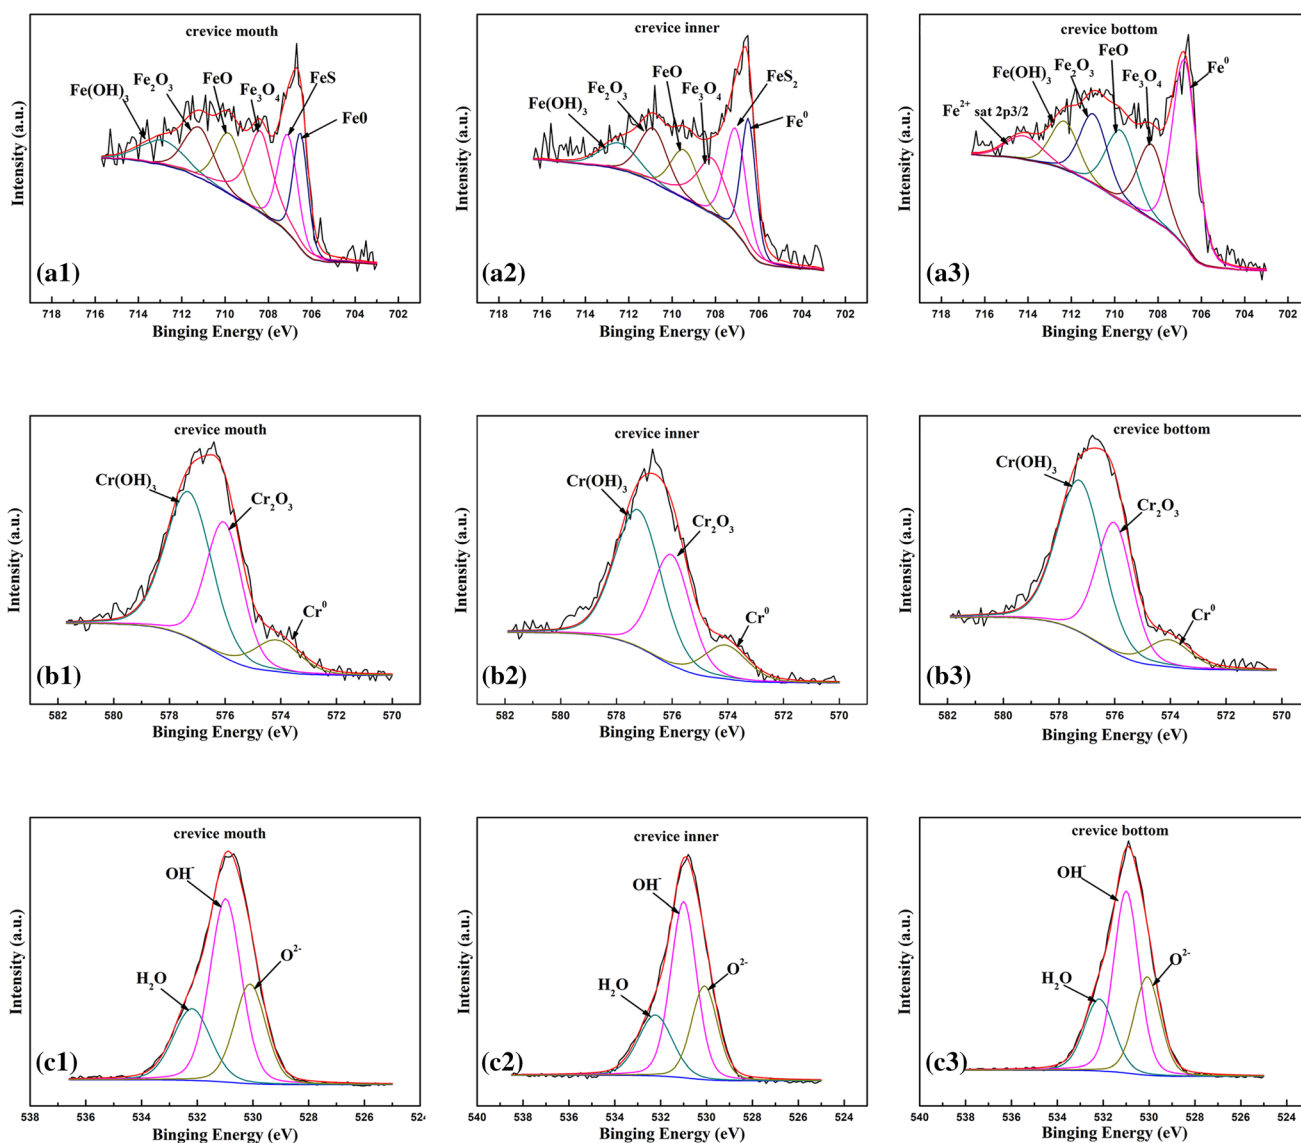 crevice mouth
Fe(OH)₃
Fe₂O₃
FeO
Fe₃O₄
FeS
Fe0
Intensity (a.u.)
(a1)
718 716 714 712 710 708 706 704 702
Binging Energy (eV)
crevice inner
Fe(OH)₃
Fe₂O₃
FeO
Fe₃O₄
FeS₂
Fe⁰
Intensity (a.u.)
(a2)
718 716 714 712 710 708 706 704 702
Binging Energy (eV)
crevice bottom
Fe²⁺ sat 2p3/2
Fe(OH)₃
Fe₂O₃
FeO
Fe₃O₄
Fe⁰
Intensity (a.u.)
(a3)
718 716 714 712 710 708 706 704 702
Binging Energy (eV)
crevice mouth
Cr(OH)₃
Cr₂O₃
Cr⁰
Intensity (a.u.)
(b1)
582 580 578 576 574 572 570
Binging Energy (eV)
crevice inner
Cr(OH)₃
Cr₂O₃
Cr⁰
Intensity (a.u.)
(b2)
582 580 578 576 574 572 570
Binging Energy (eV)
crevice bottom
Cr(OH)₃
Cr₂O₃
Cr⁰
Intensity (a.u.)
(b3)
582 580 578 576 574 572 570
Binging Energy (eV)
crevice mouth
OH⁻
H₂O
O²⁻
Intensity (a.u.)
(c1)
538 536 534 532 530 528 526 524
Binging Energy (eV)
crevice inner
OH⁻
H₂O
O²⁻
Intensity (a.u.)
(c2)
540 538 536 534 532 530 528 526 524
Binging Energy (eV)
crevice bottom
OH⁻
H₂O
O²⁻
Intensity (a.u.)
(c3)
540 538 536 534 532 530 528 526 524
Binging Energy (eV)